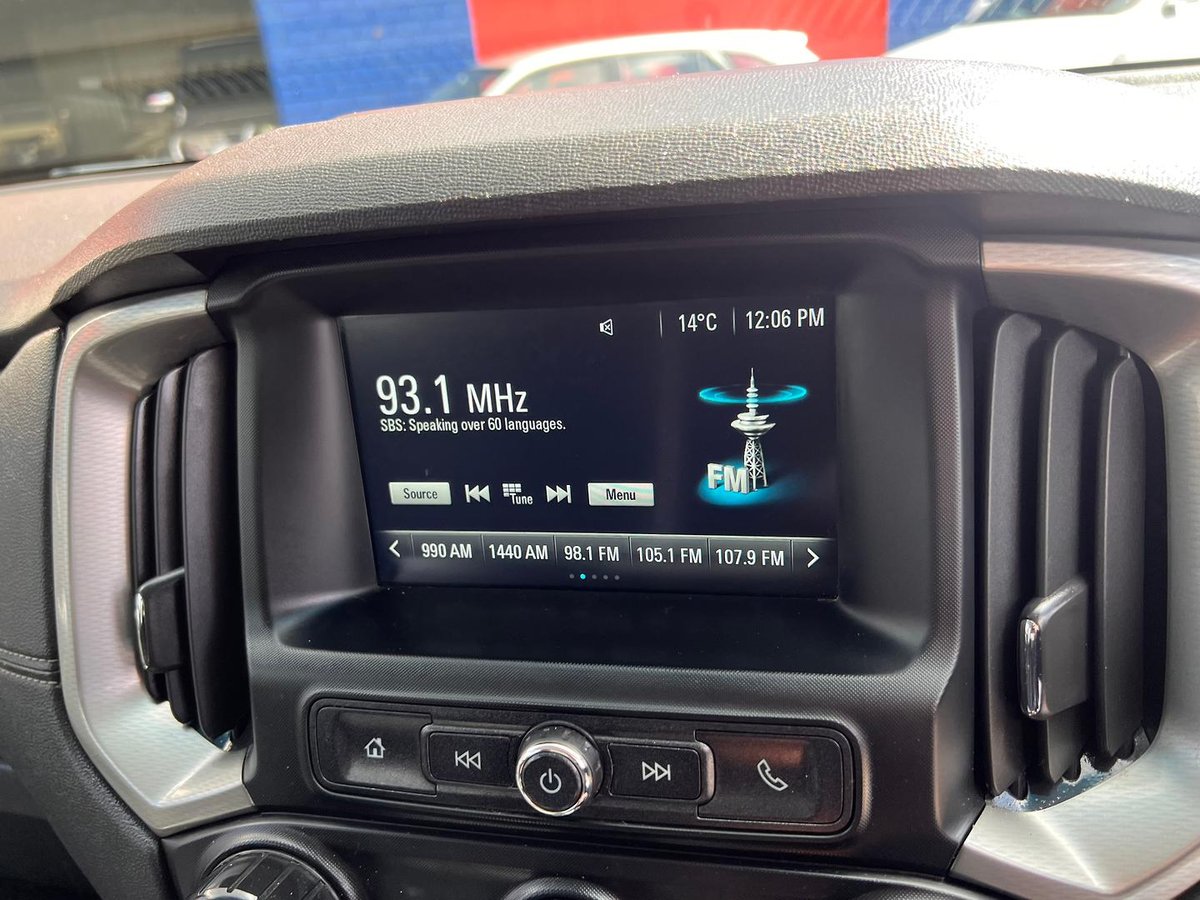 14°C 12:06 PM
93.1 MHz
SBS: Speaking over 60 languages.
FM
Source Tune Menu
990 AM 1440 AM 98.1 FM 105.1 FM 107.9 FM